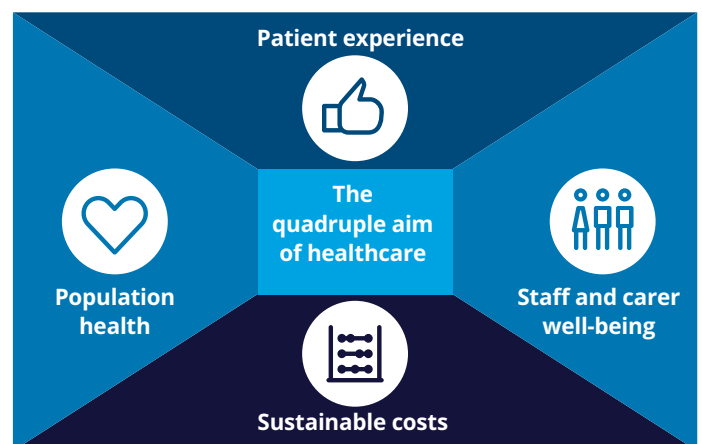 Patient experience
The
quadruple aim
of healthcare
Population
health
Staff and carer
well-being
Sustainable costs